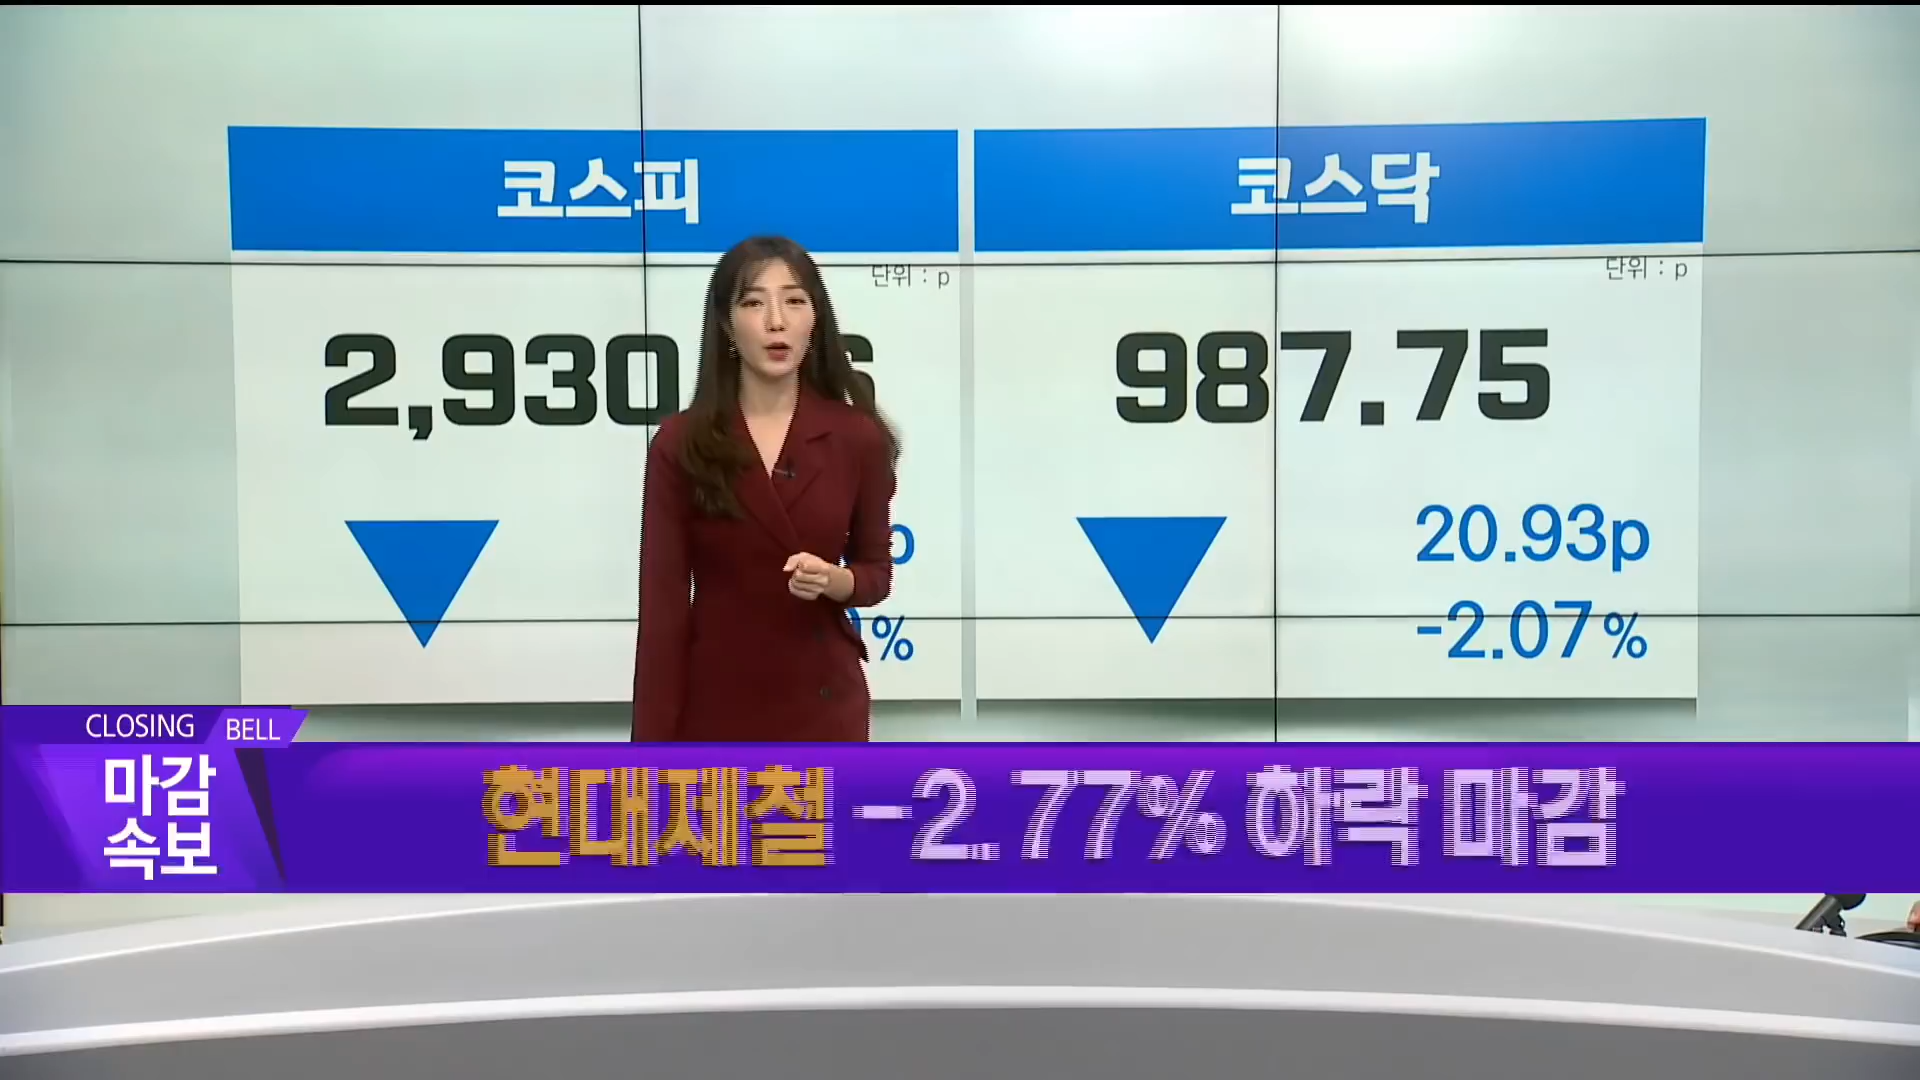 코스피
단위 : p
2,930
p
%
코스닥
단위 : p
987.75
20.93p
-2.07%
CLOSING BELL
마감
속보
현대제철 -2.77% 하락 마감